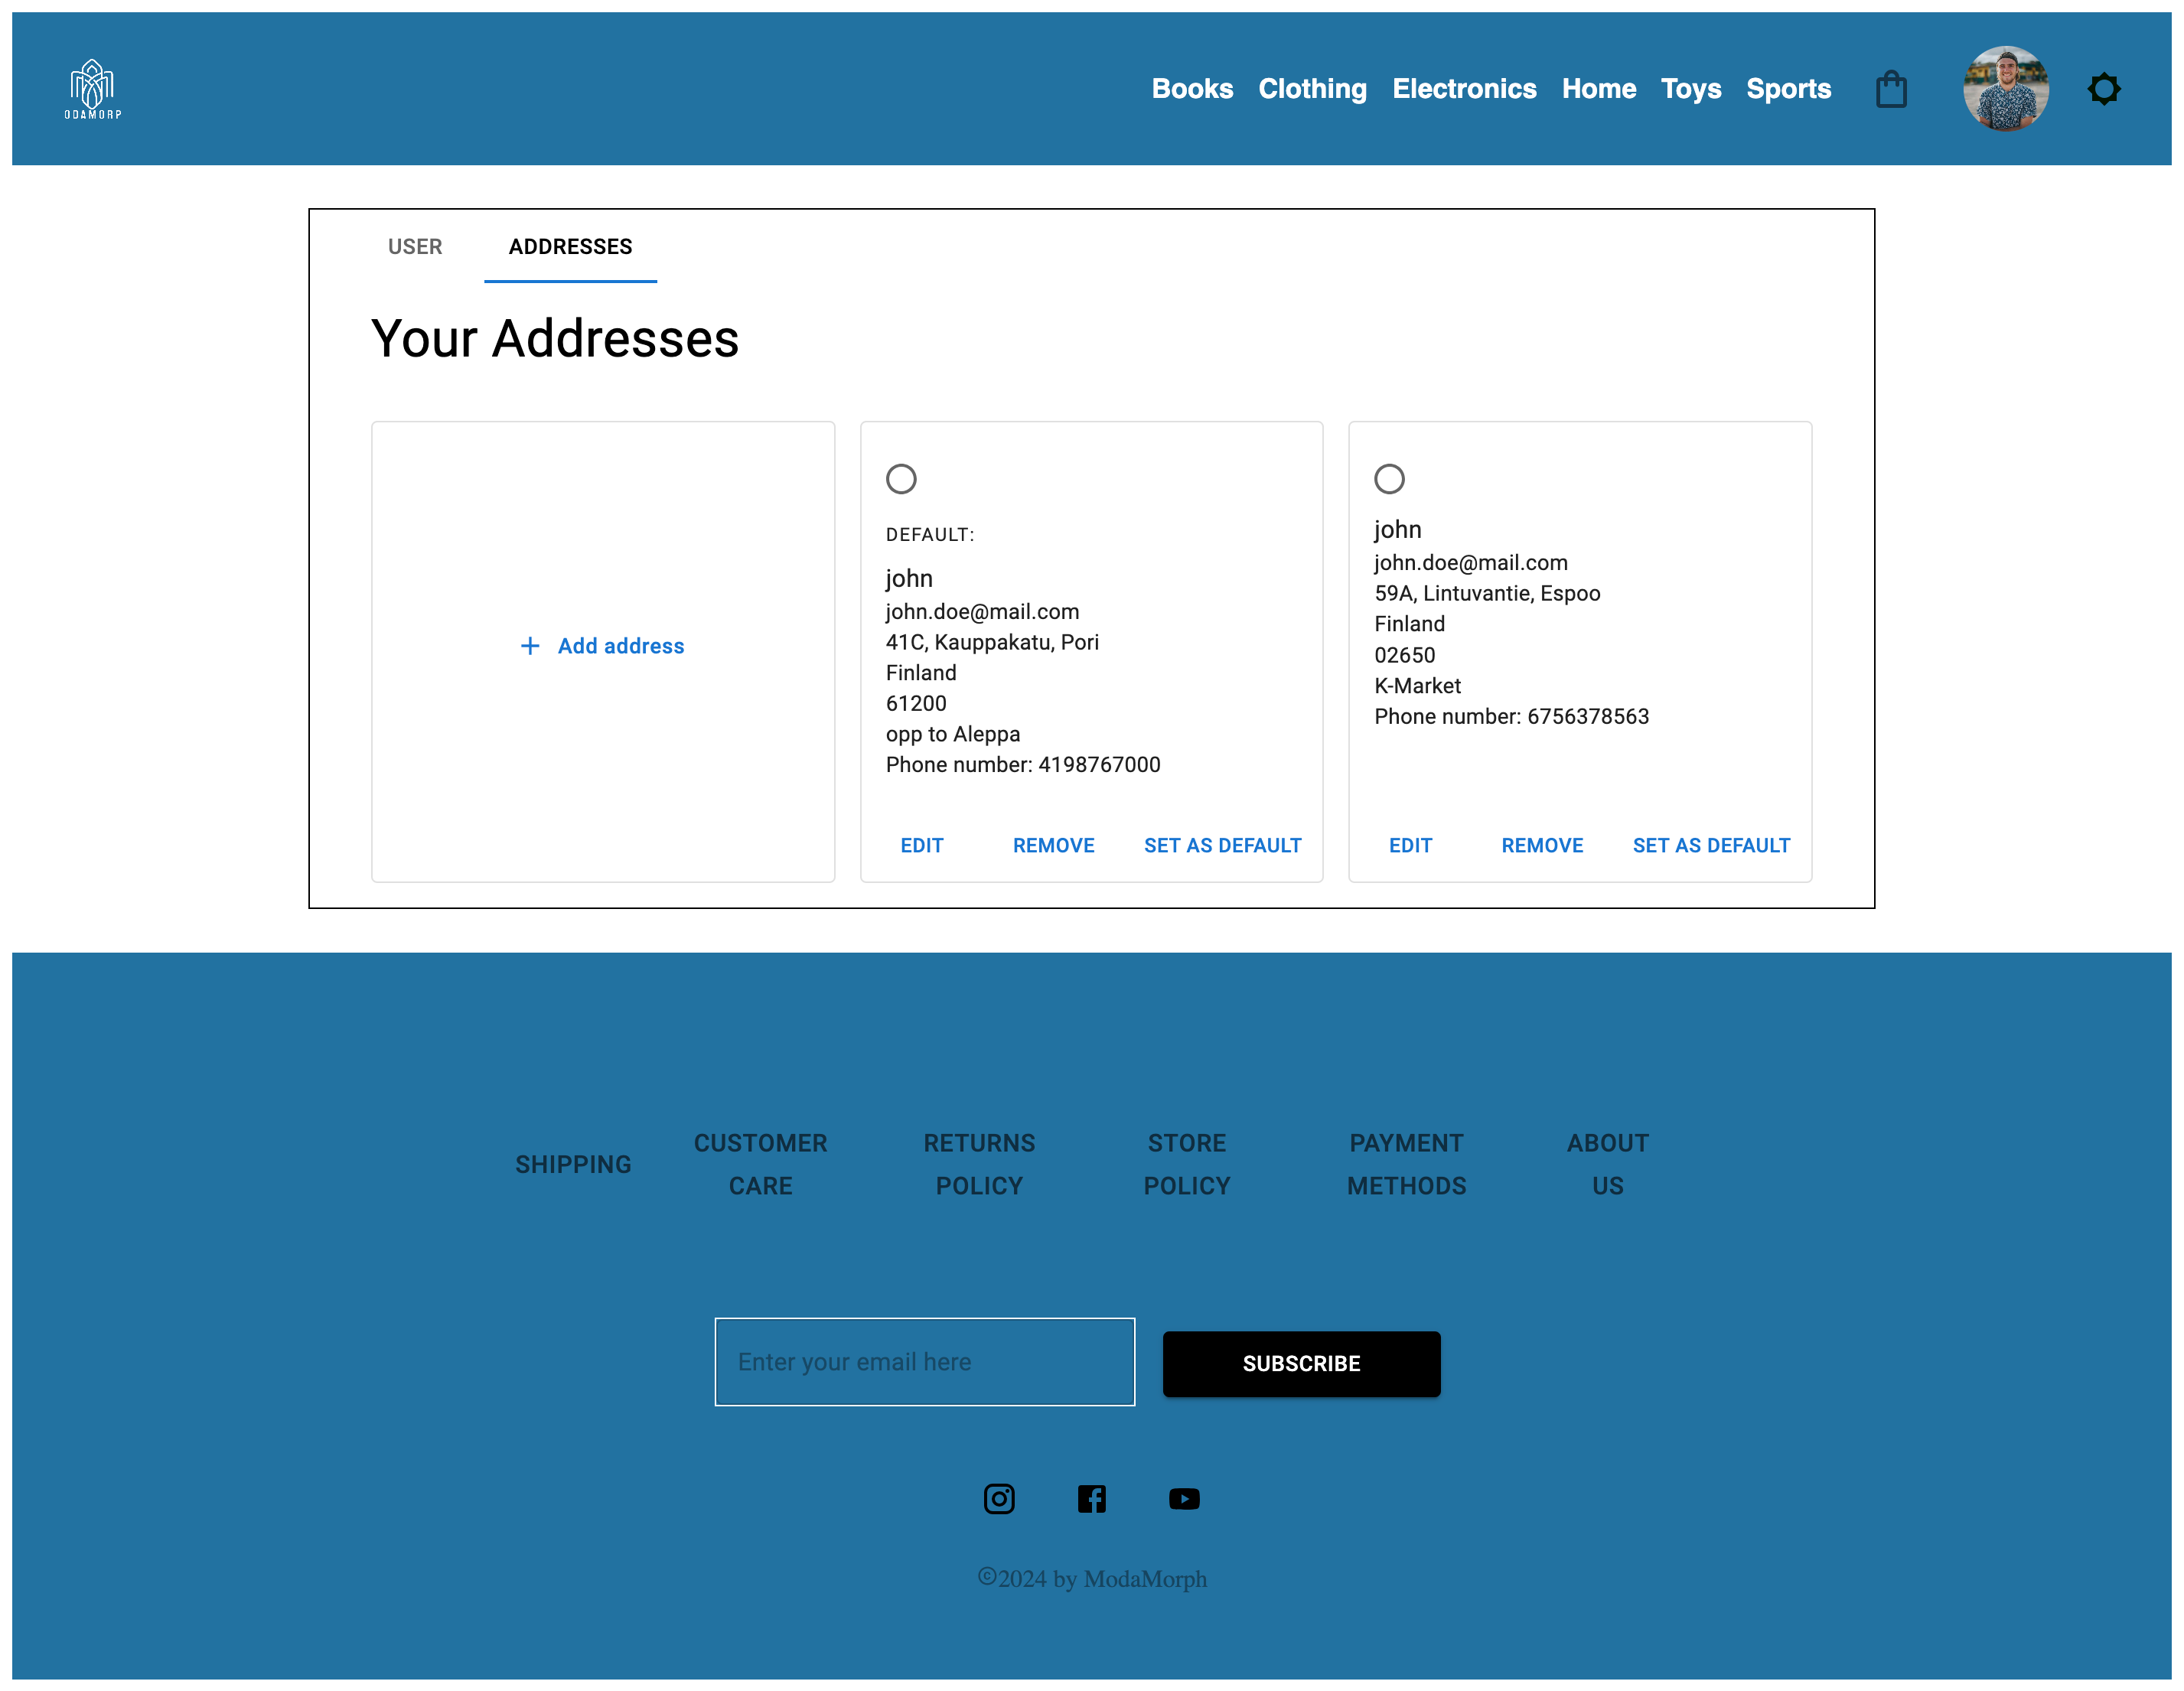 ODAMORP
Books Clothing Electronics Home Toys Sports
USER ADDRESSES
Your Addresses
+ Add address
DEFAULT:
john
john.doe@mail.com
41C, Kauppakatu, Pori
Finland
61200
opp to Aleppa
Phone number: 4198767000
EDIT REMOVE SET AS DEFAULT
john
john.doe@mail.com
59A, Lintuvantie, Espoo
Finland
02650
K-Market
Phone number: 6756378563
EDIT REMOVE SET AS DEFAULT
SHIPPING
CUSTOMER
CARE
RETURNS
POLICY
STORE
POLICY
PAYMENT
METHODS
ABOUT
US
Enter your email here
SUBSCRIBE
©2024 by ModaMorph